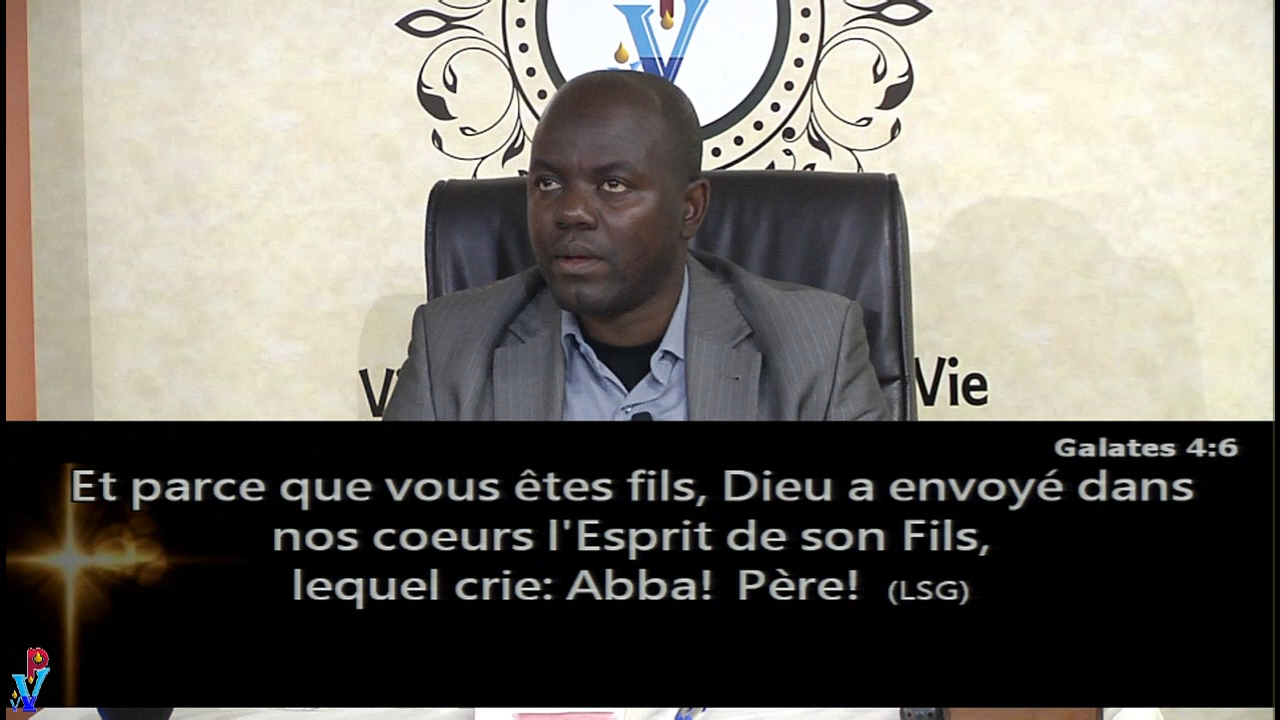 Vie
Galates 4:6
Et parce que vous êtes fils, Dieu a envoyé dans
nos coeurs l'Esprit de son Fils,
lequel crie: Abba! Père! (LSG)